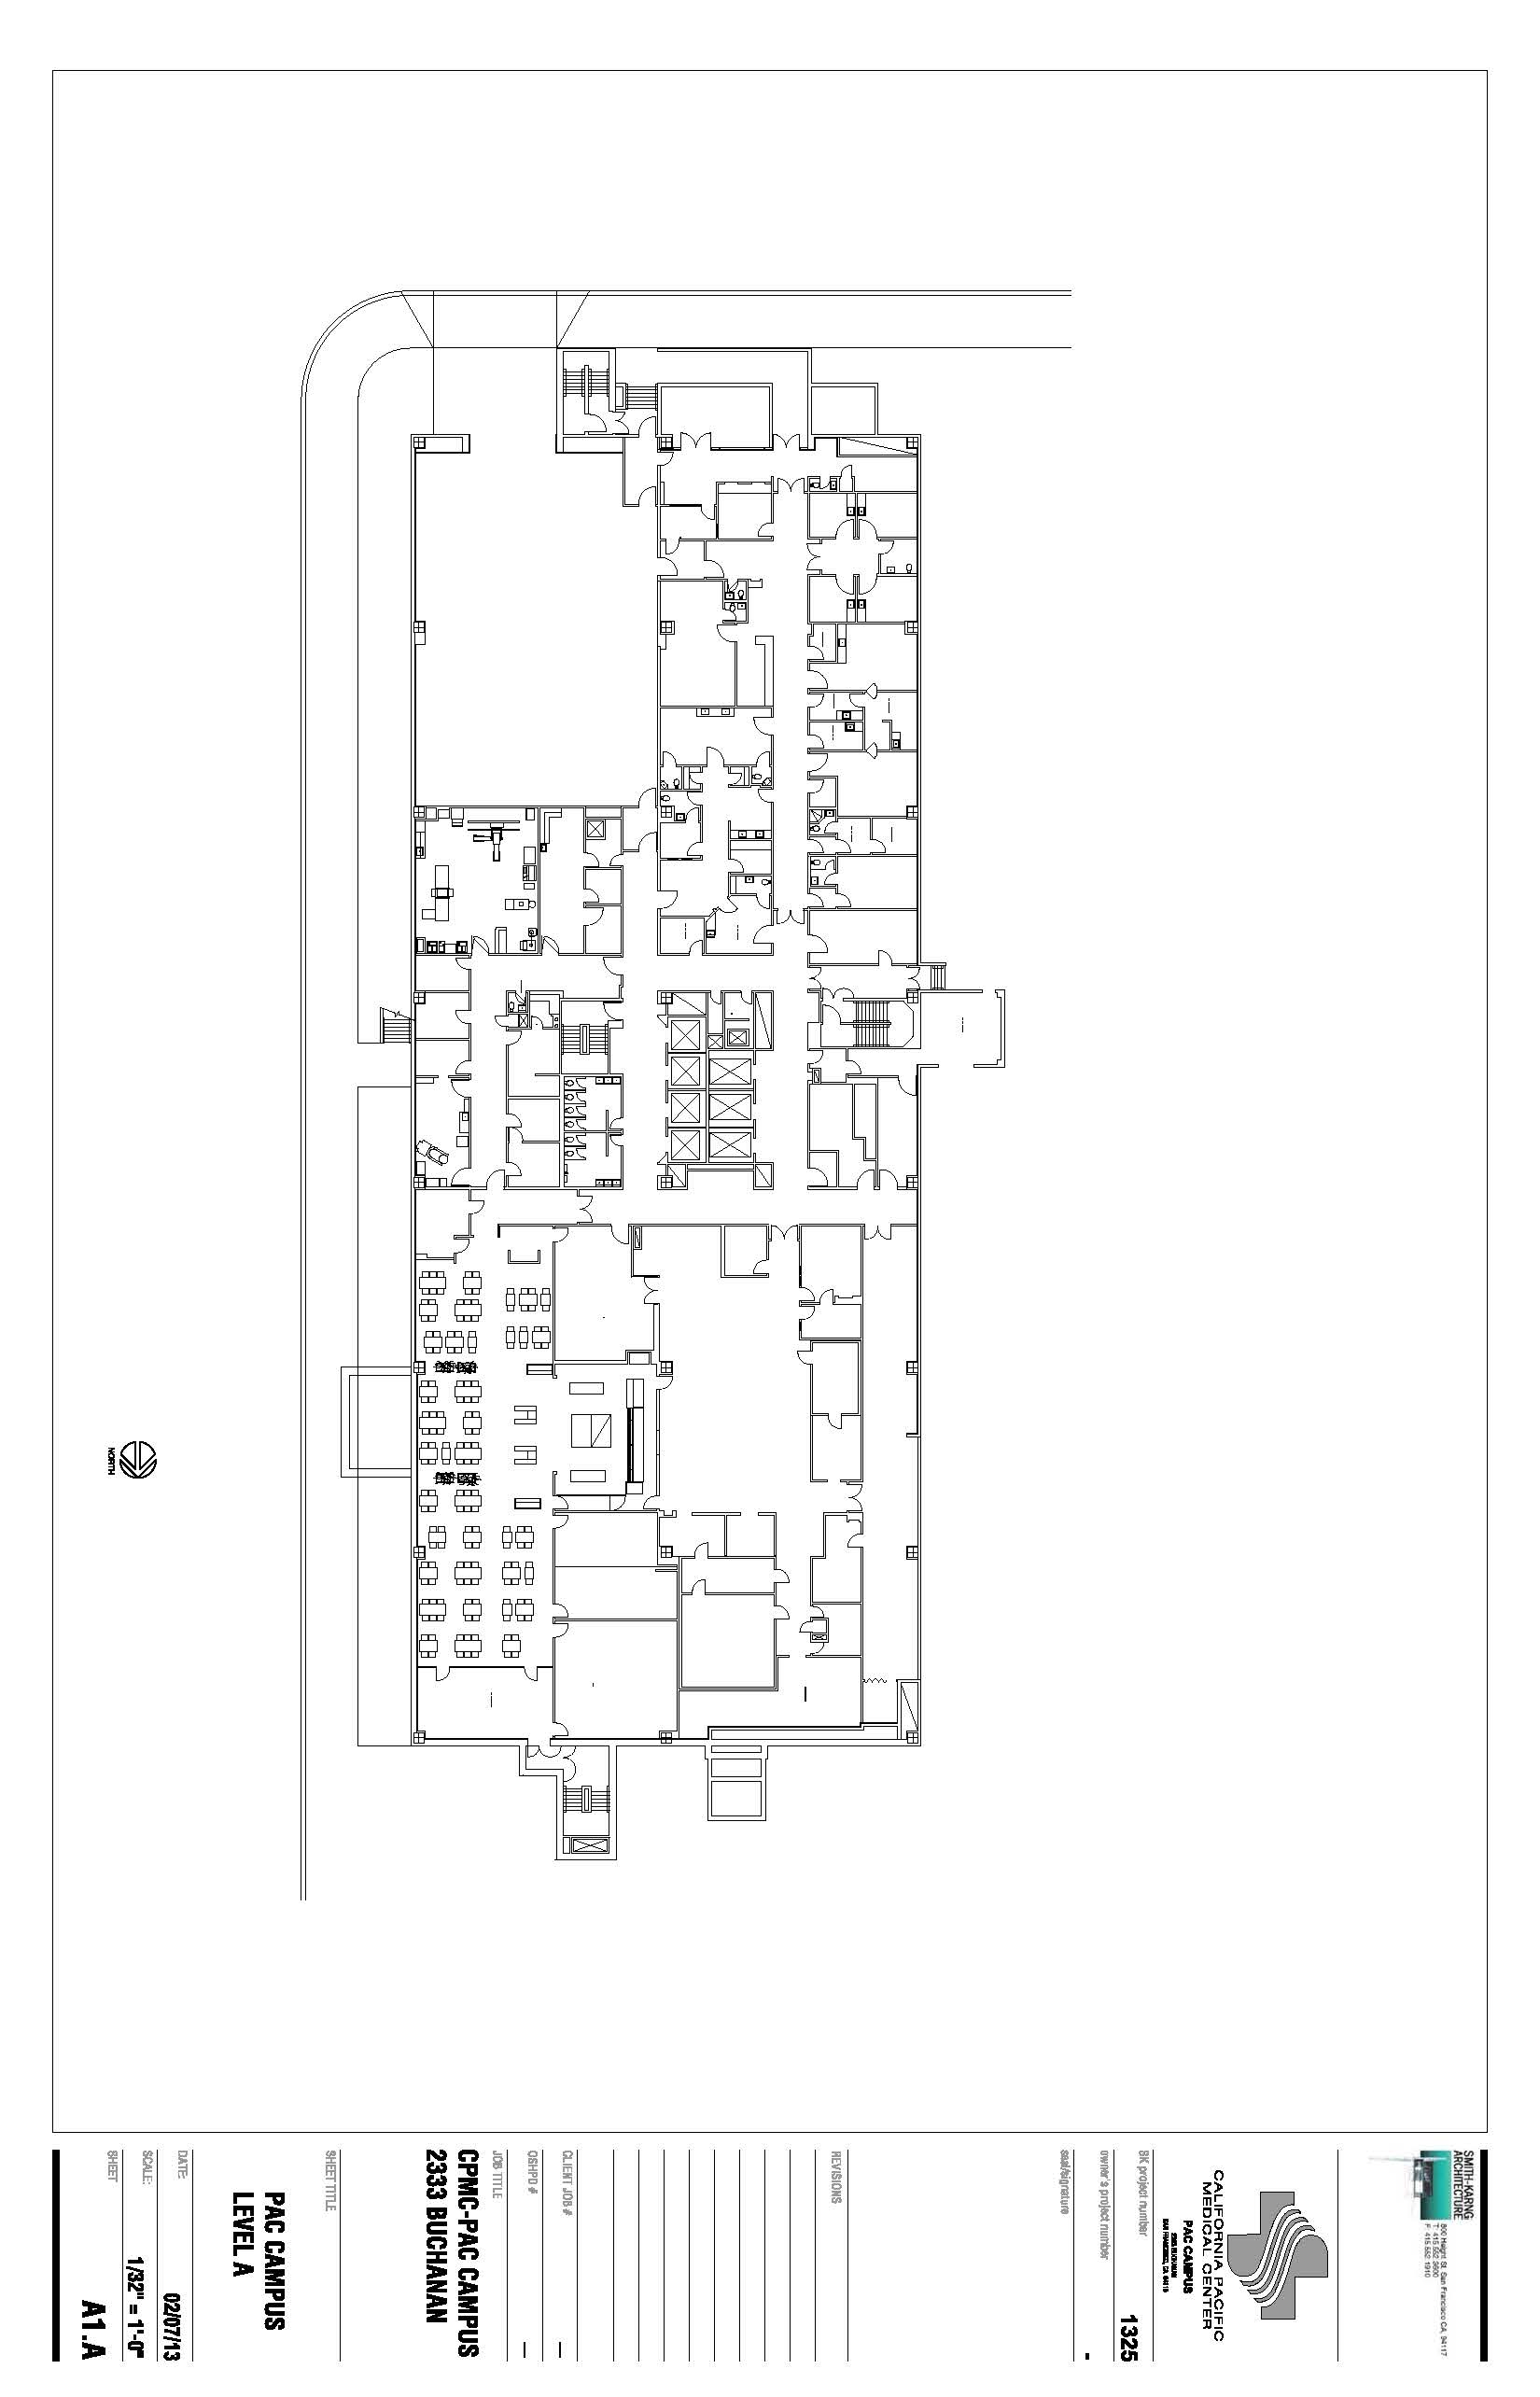 NORTH
SMITH-KARNG
ARCHITECTURE
800 Haight St. San Francisco CA, 94117
T: 415.552.3600
F: 415.552.1910
CALIFORNIA PACIFIC
MEDICAL CENTER
PAC CAMPUS
2333 BUCHANAN
SAN FRANCISCO, CA 94115
SK project number
1325
owner's project number
-
seal/signature
REVISIONS
CLIENT JOB #
—
OSHPD #
—
JOB TITLE
CPMC-PAC CAMPUS
2333 BUCHANAN
SHEET TITLE
PAC CAMPUS
LEVEL A
DATE:
02/07/13
SCALE:
1/32" = 1'-0"
SHEET
A1.A